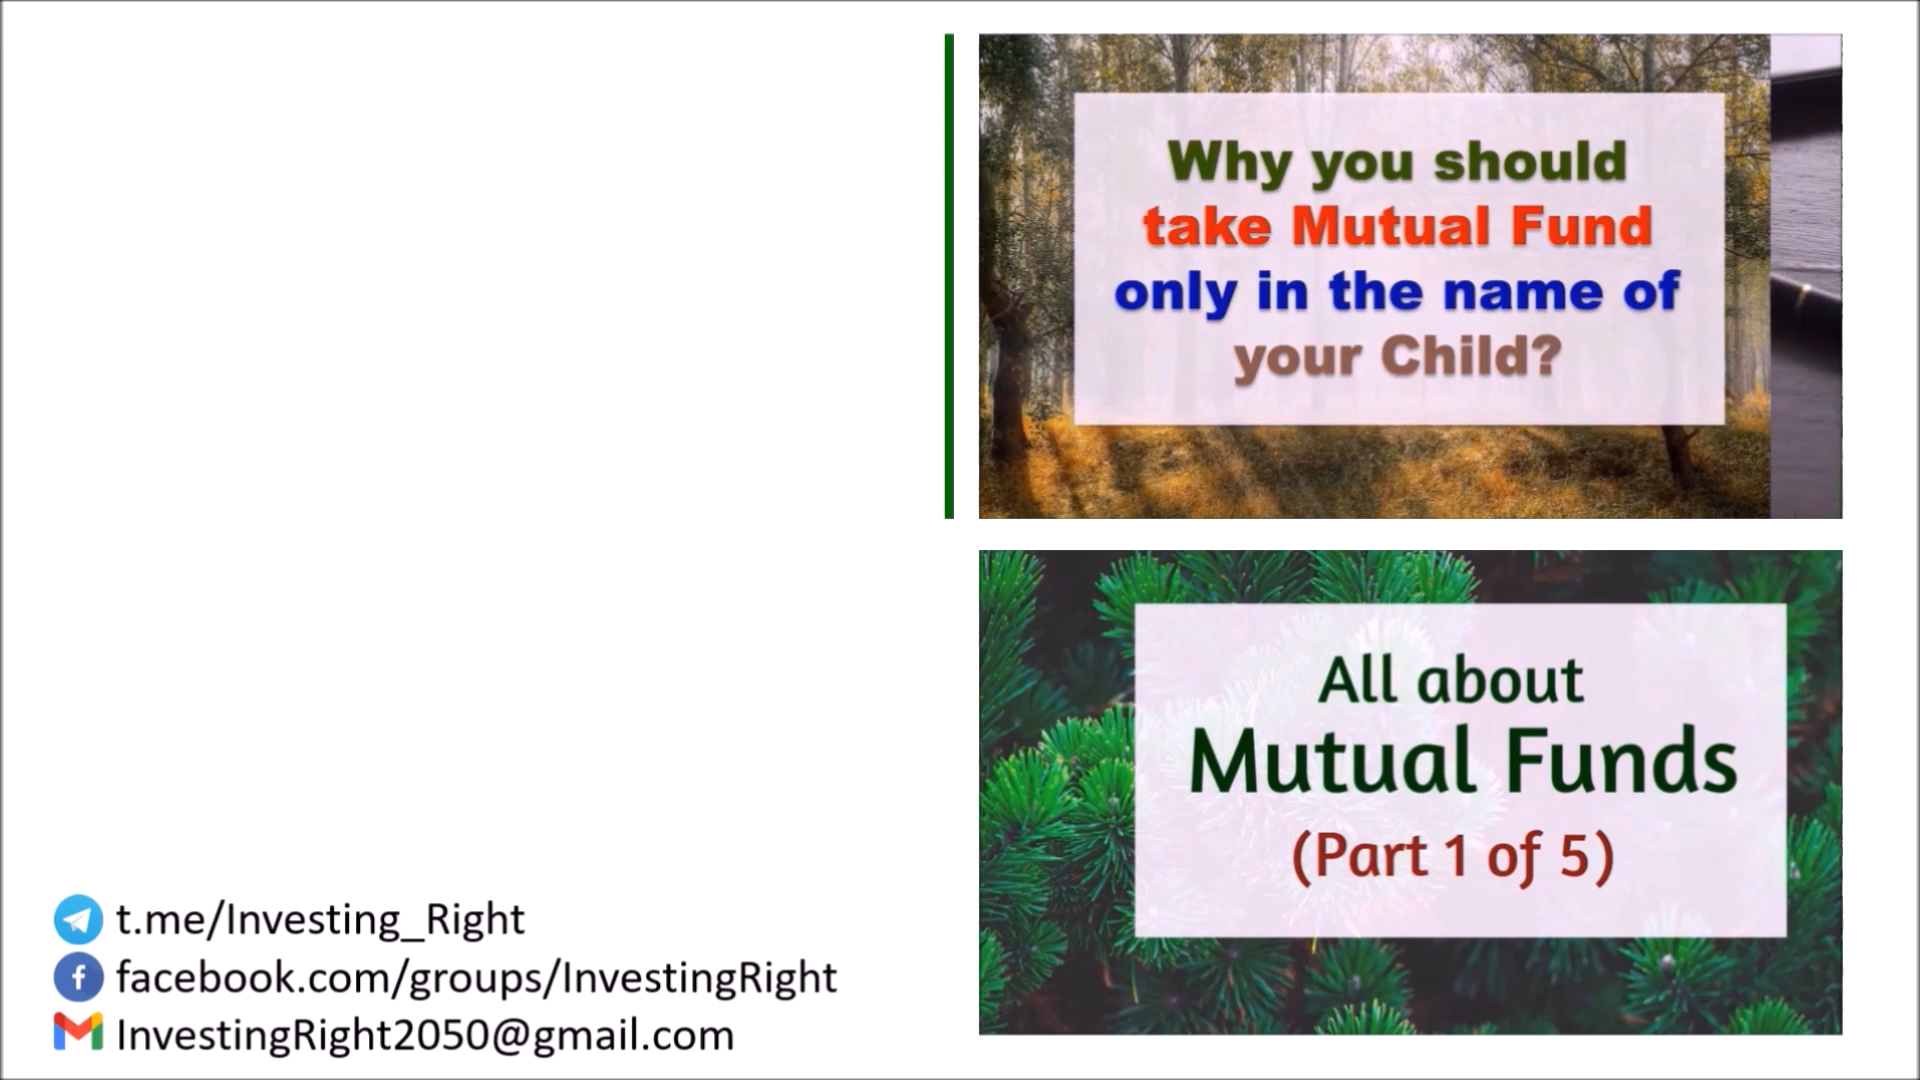 Why you should
take Mutual Fund
only in the name of
your Child?
All about
Mutual Funds
(Part 1 of 5)
t.me/Investing_Right
facebook.com/groups/InvestingRight
InvestingRight2050@gmail.com